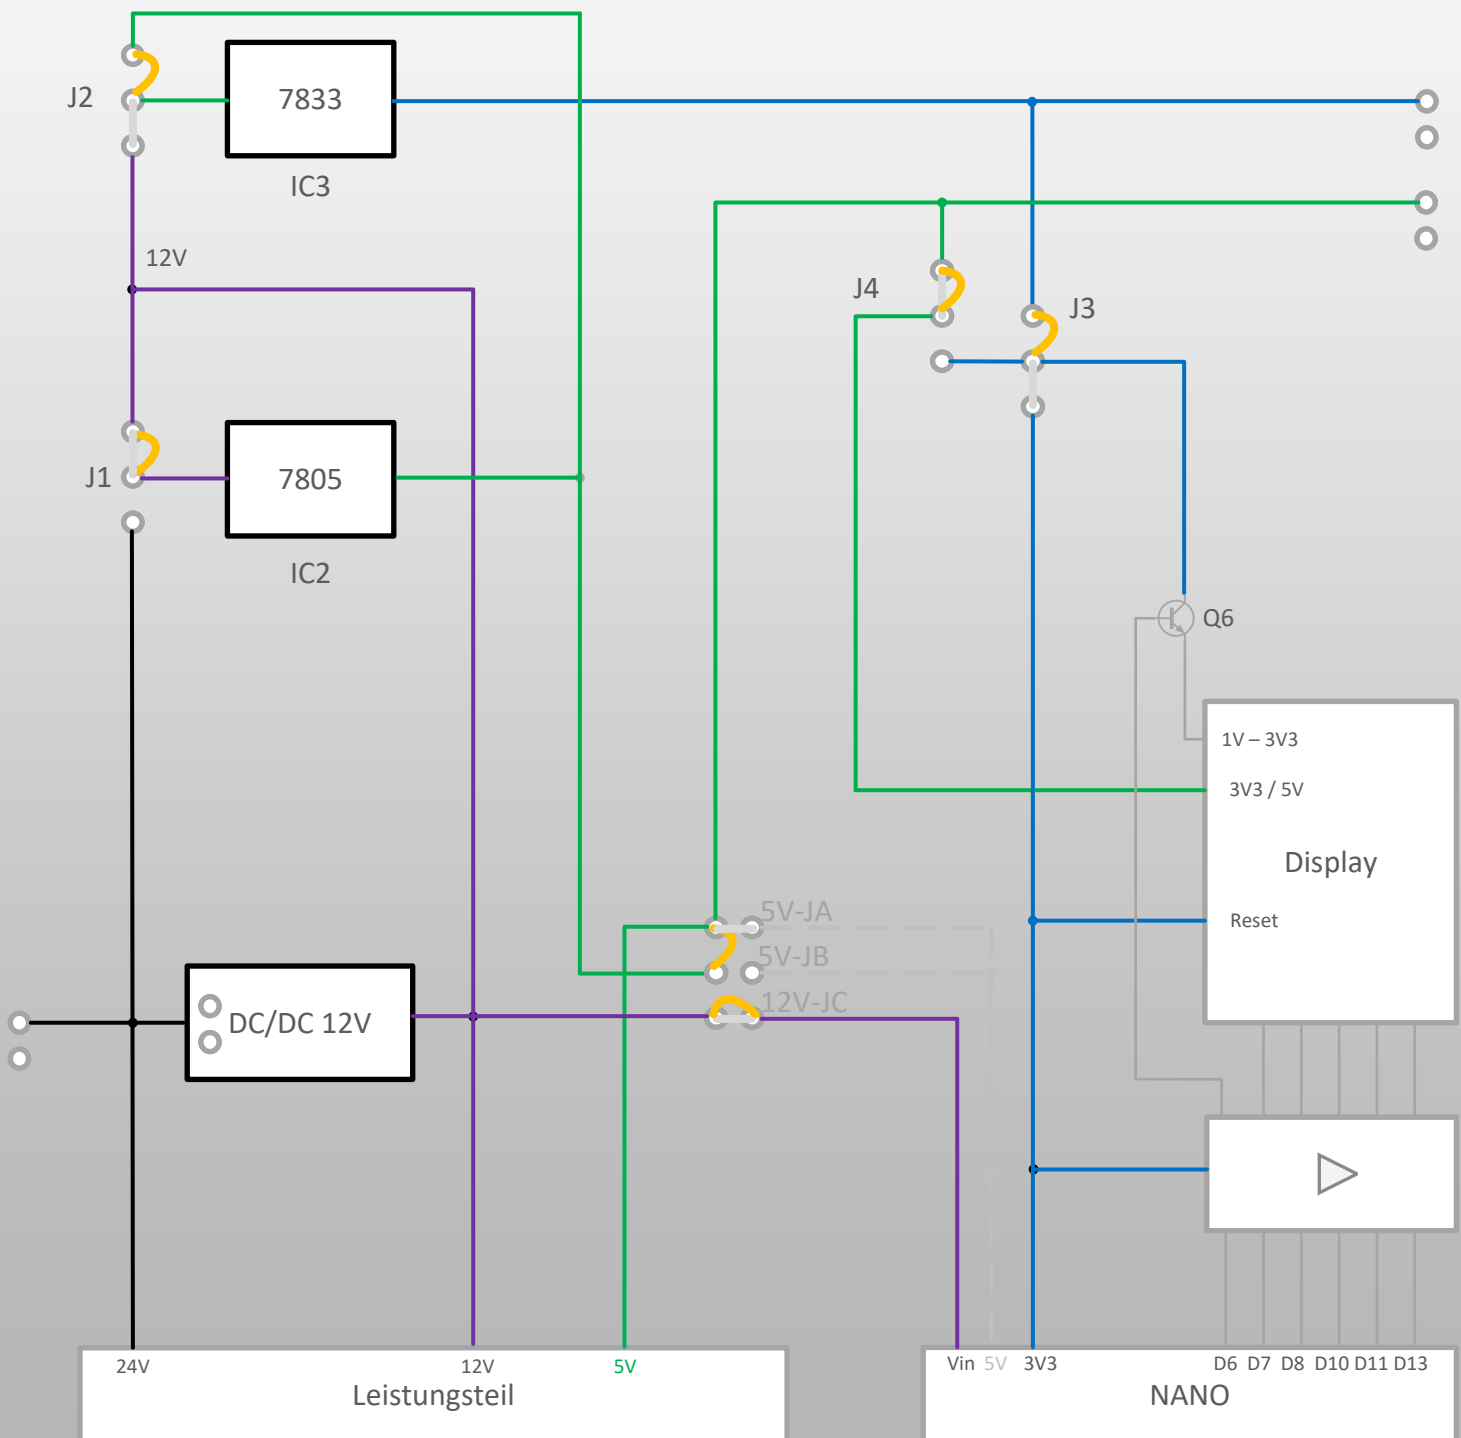 J2
7833
IC3
12V
J4
J3
J1
7805
IC2
Q6
1V – 3V3
3V3 / 5V
Display
Reset
5V-JA
5V-JB
12V-JC
DC/DC 12V
24V
12V
5V
Leistungsteil
Vin 5V 3V3
D6 D7 D8 D10 D11 D13
NANO